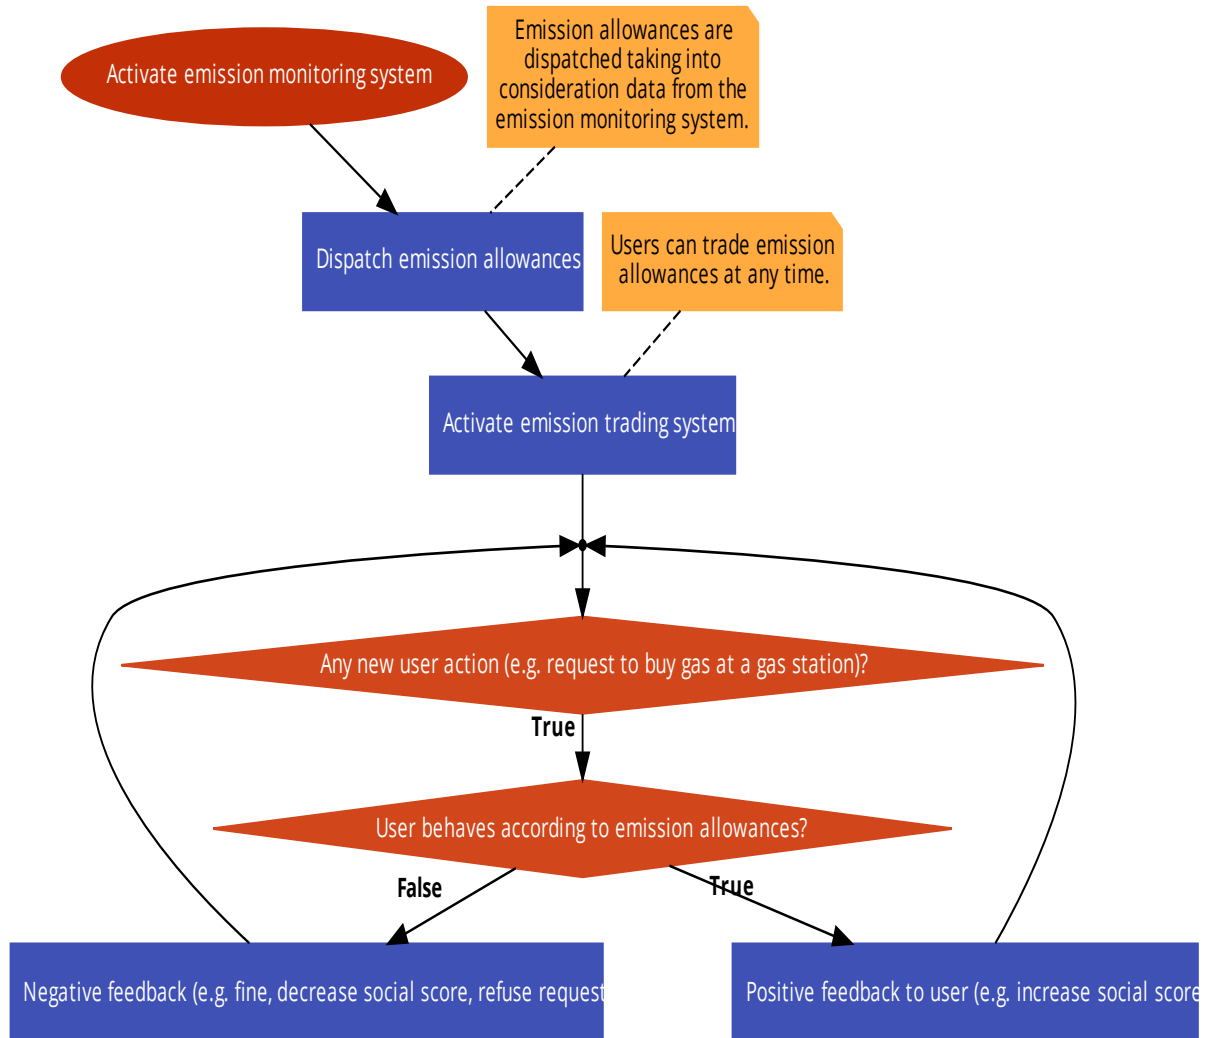 Activate emission monitoring system
Emission allowances are
dispatched taking into
consideration data from the
emission monitoring system.
Dispatch emission allowances
Users can trade emission
allowances at any time.
Activate emission trading system
Any new user action (e.g. request to buy gas at a gas station)?
True
User behaves according to emission allowances?
False
True
Negative feedback (e.g. fine, decrease social score, refuse request
Positive feedback to user (e.g. increase social score